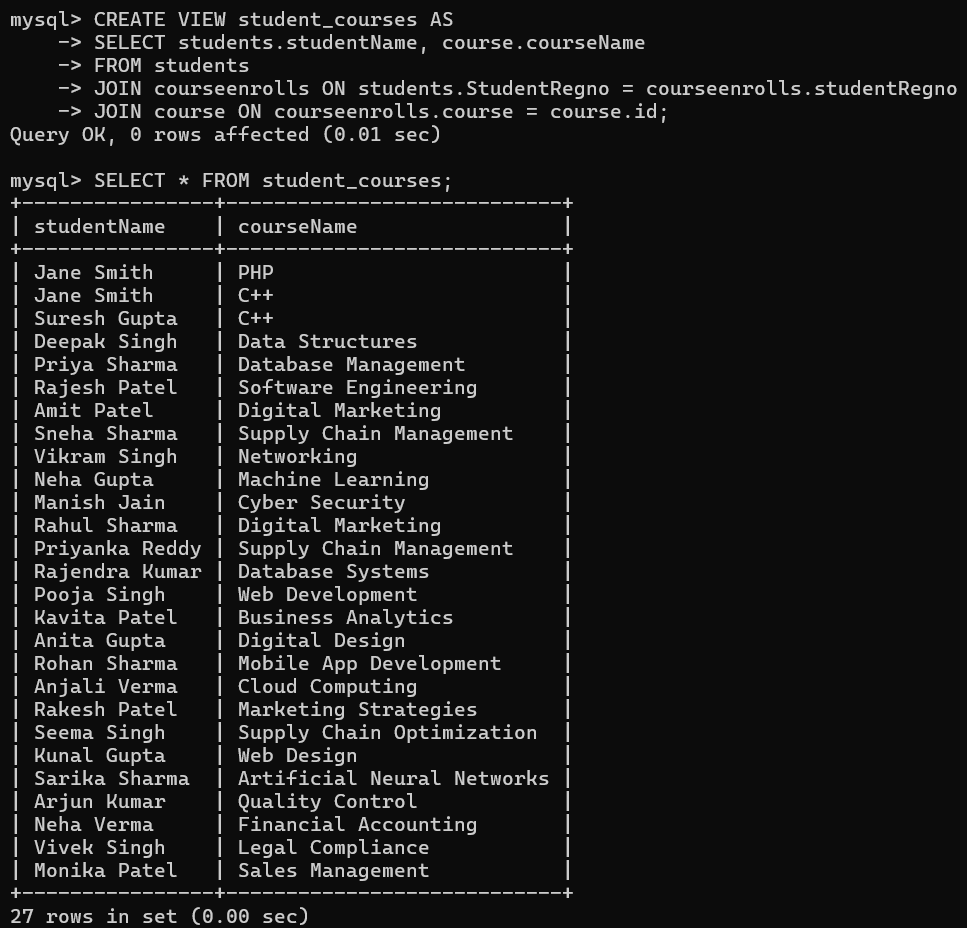 mysql> CREATE VIEW student_courses AS
    -> SELECT students.studentName, course.courseName
    -> FROM students
    -> JOIN courseenrolls ON students.StudentRegno = courseenrolls.studentRegno
    -> JOIN course ON courseenrolls.course = course.id;
Query OK, 0 rows affected (0.01 sec)

mysql> SELECT * FROM student_courses;
+----------------+----------------------------+
| studentName    | courseName                 |
+----------------+----------------------------+
| Jane Smith     | PHP                        |
| Jane Smith     | C++                        |
| Suresh Gupta   | C++                        |
| Deepak Singh   | Data Structures            |
| Priya Sharma   | Database Management        |
| Rajesh Patel   | Software Engineering       |
| Amit Patel     | Digital Marketing          |
| Sneha Sharma   | Supply Chain Management    |
| Vikram Singh   | Networking                 |
| Neha Gupta     | Machine Learning           |
| Manish Jain    | Cyber Security             |
| Rahul Sharma   | Digital Marketing          |
| Priyanka Reddy | Supply Chain Management    |
| Rajendra Kumar | Database Systems           |
| Pooja Singh    | Web Development            |
| Kavita Patel   | Business Analytics         |
| Anita Gupta    | Digital Design             |
| Rohan Sharma   | Mobile App Development     |
| Anjali Verma   | Cloud Computing            |
| Rakesh Patel   | Marketing Strategies       |
| Seema Singh    | Supply Chain Optimization  |
| Kunal Gupta    | Web Design                 |
| Sarika Sharma  | Artificial Neural Networks |
| Arjun Kumar    | Quality Control            |
| Neha Verma     | Financial Accounting       |
| Vivek Singh    | Legal Compliance           |
| Monika Patel   | Sales Management           |
+----------------+----------------------------+
27 rows in set (0.00 sec)